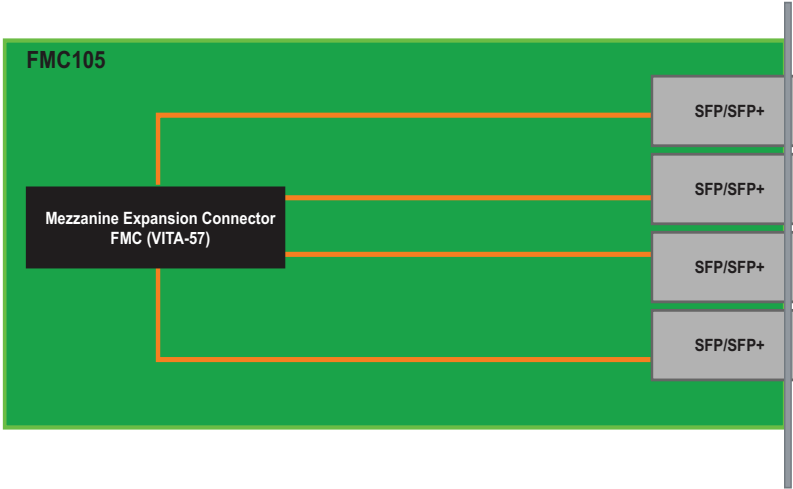 FMC105
SFP/SFP+
SFP/SFP+
Mezzanine Expansion Connector
FMC (VITA-57)
SFP/SFP+
SFP/SFP+